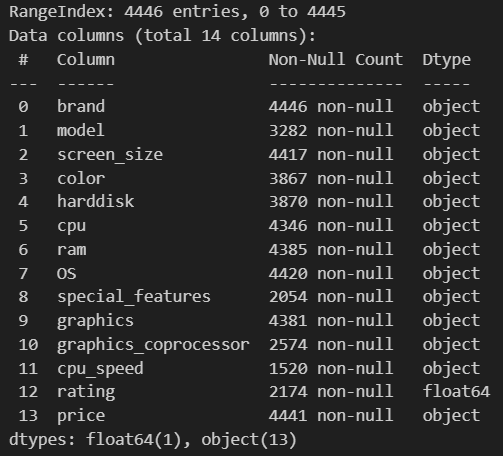 RangeIndex: 4446 entries, 0 to 4445
Data columns (total 14 columns):
 #   Column                Non-Null Count  Dtype
---  ------                --------------  -----
 0   brand                 4446 non-null   object
 1   model                 3282 non-null   object
 2   screen_size           4417 non-null   object
 3   color                 3867 non-null   object
 4   harddisk              3870 non-null   object
 5   cpu                   4346 non-null   object
 6   ram                   4385 non-null   object
 7   OS                    4420 non-null   object
 8   special_features      2054 non-null   object
 9   graphics              4381 non-null   object
 10  graphics_coprocessor  2574 non-null   object
 11  cpu_speed             1520 non-null   object
 12  rating                2174 non-null   float64
 13  price                 4441 non-null   object
dtypes: float64(1), object(13)